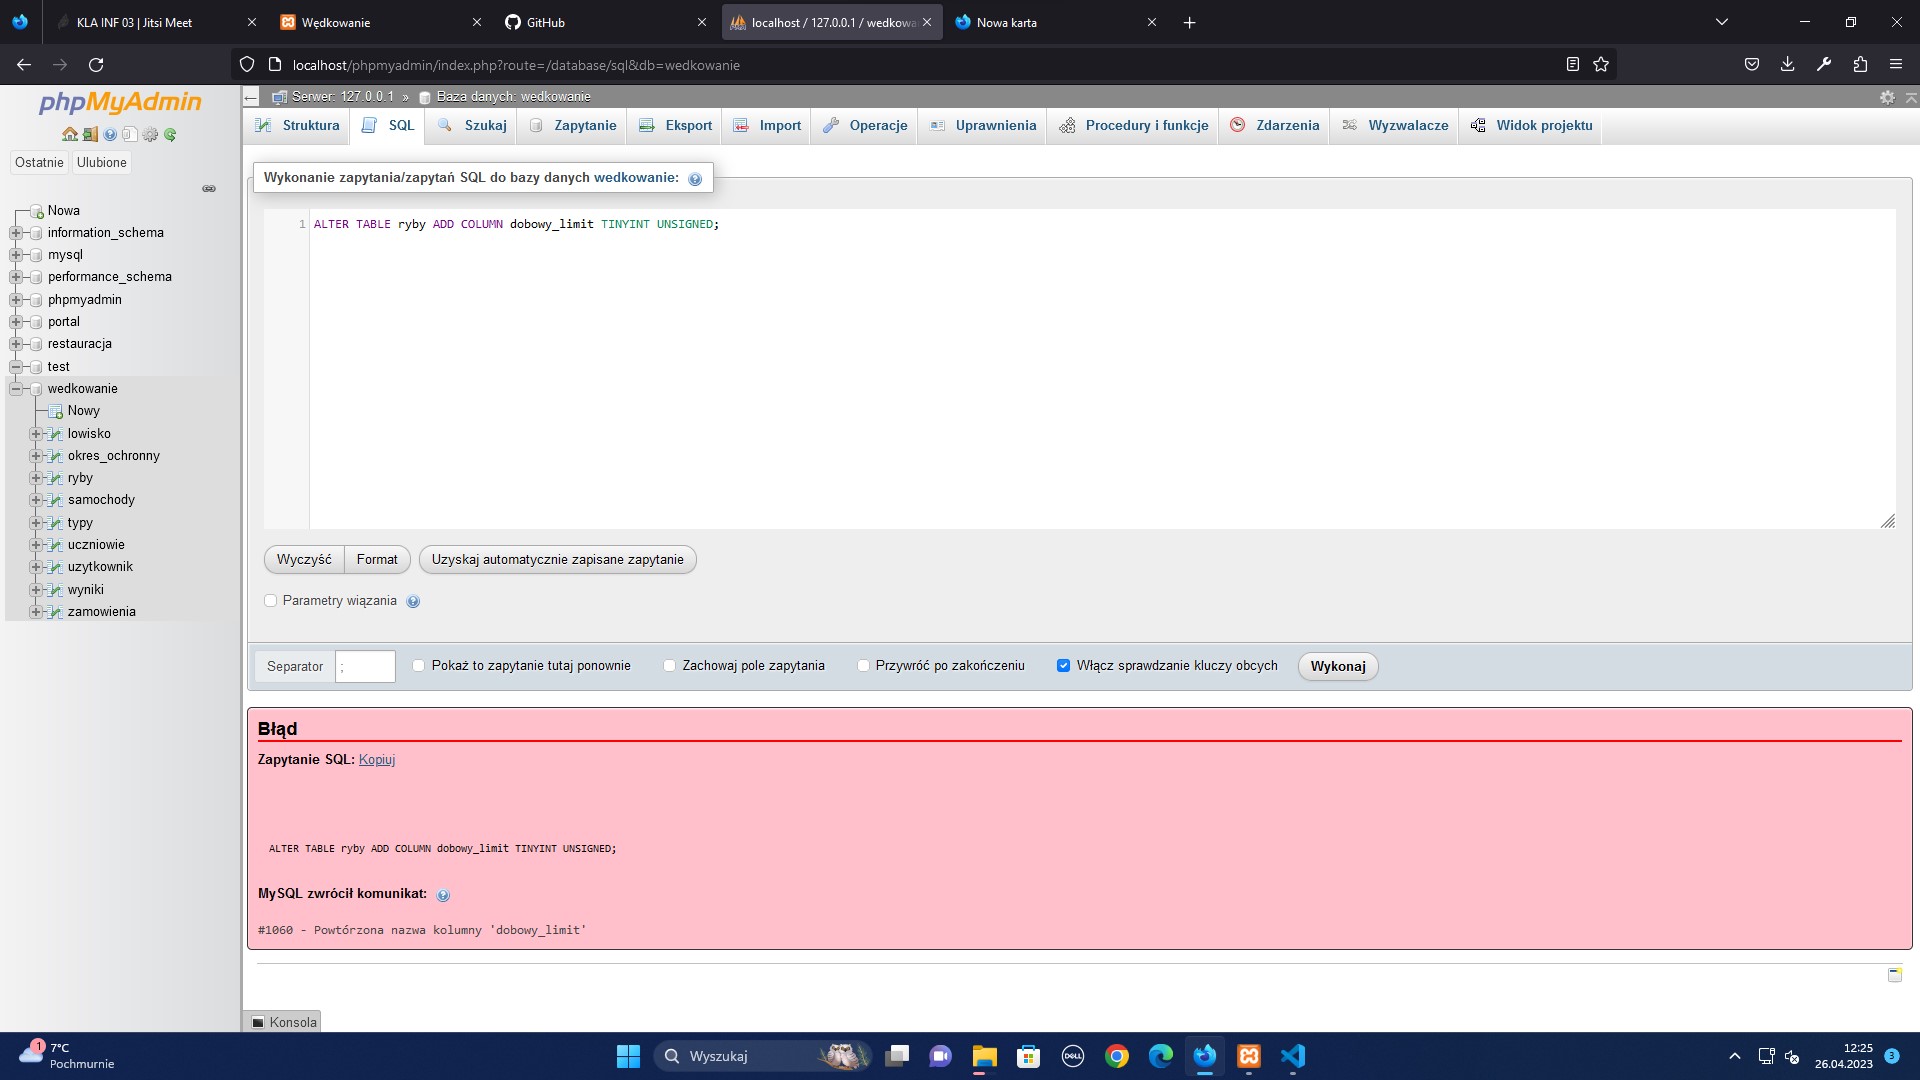 KLA INF 03 | Jitsi Meet
Wędkowanie
GitHub
localhost / 127.0.0.1 / wedkowa
Nowa karta
localhost/phpmyadmin/index.php?route=/database/sql&db=wedkowanie
phpMyAdmin
Ostatnie
Ulubione
Nowa
information_schema
mysql
performance_schema
phpmyadmin
portal
restauracja
test
wedkowanie
Nowy
lowisko
okres_ochronny
ryby
samochody
typy
uczniowie
uzytkownik
wyniki
zamowienia
Serwer: 127.0.0.1 » Baza danych: wedkowanie
Struktura SQL Szukaj Zapytanie Eksport Import Operacje Uprawnienia Procedury i funkcje Zdarzenia Wyzwalacze Widok projektu
Wykonanie zapytania/zapytań SQL do bazy danych wedkowanie:
1 ALTER TABLE ryby ADD COLUMN dobowy_limit TINYINT UNSIGNED;
Wyczyść Format Uzyskaj automatycznie zapisane zapytanie
Parametry wiązania
Separator ; Pokaż to zapytanie tutaj ponownie Zachowaj pole zapytania Przywróć po zakończeniu Włącz sprawdzanie kluczy obcych Wykonaj
Błąd
Zapytanie SQL: Kopiuj
ALTER TABLE ryby ADD COLUMN dobowy_limit TINYINT UNSIGNED;
MySQL zwrócił komunikat:
#1060 - Powtórzona nazwa kolumny 'dobowy_limit'
Konsola
1
7°C
Pochmurnie
Wyszukaj
DELL
12:25
26.04.2023
3